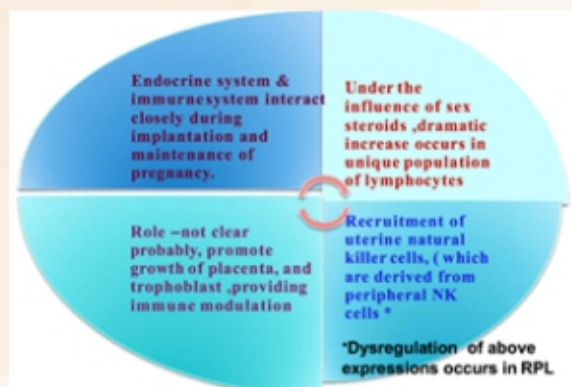 Endocrine system &
immurnesystem interact
closely during
implantation and
maintenance of
pregnancy.
Under the
influence of sex
steroids ,dramatic
increase occurs in
unique population
of lymphocytes
Role –not clear
probably, promote
growth of placenta, and
trophoblast ,providing
immune modulation
Recruitment of
uterine natural
killer cells, ( which
are derived from
peripheral NK
cells *
*Dysregulation of above
expressions occurs in RPL